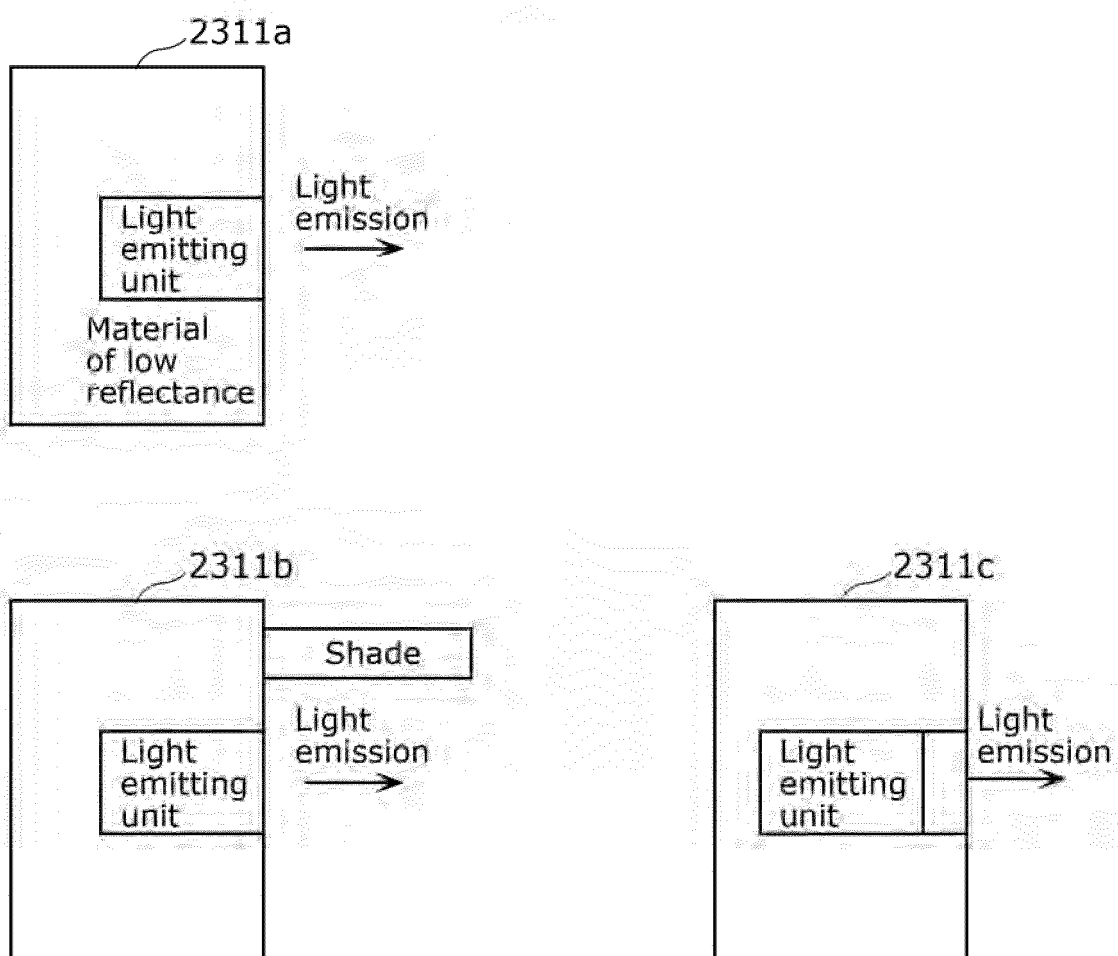 2311a
Light
emission
Light
emitting
unit
Material
of low
reflectance
2311b
Shade
Light
emission
Light
emitting
unit
2311c
Light
emission
Light
emitting
unit